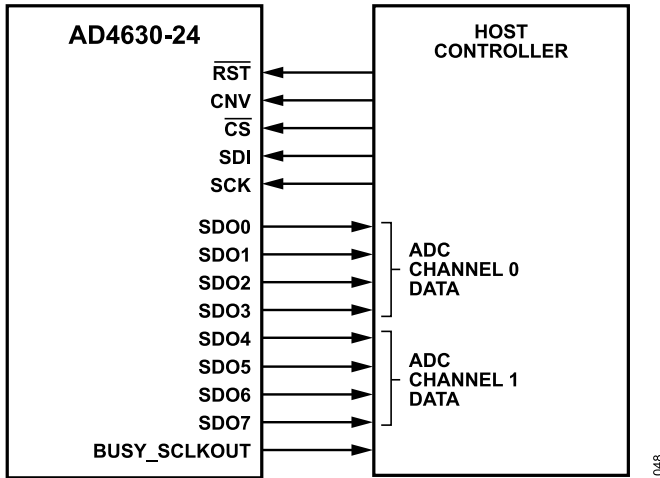 AD4630-24
HOST
CONTROLLER
RST
CNV
CS
SDI
SCK
SDO0
SDO1
SDO2
SDO3
SDO4
SDO5
SDO6
SDO7
BUSY_SCLKOUT
ADC
CHANNEL 0
DATA
ADC
CHANNEL 1
DATA
048